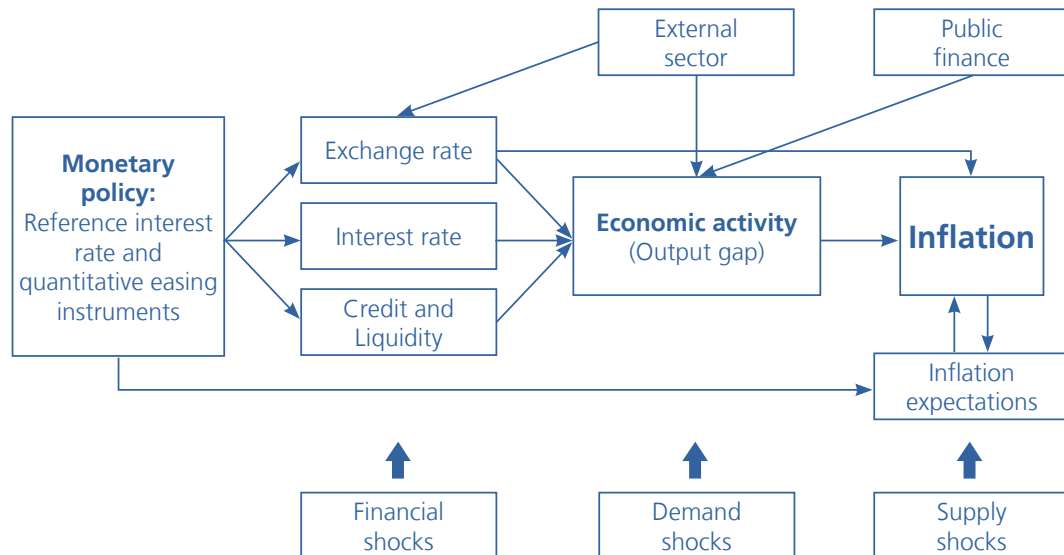 External
sector
Public
finance
Monetary
policy:
Reference interest
rate and
quantitative easing
instruments
Exchange rate
Interest rate
Credit and
Liquidity
Economic activity
(Output gap)
Inflation
Inflation
expectations
Financial
shocks
Demand
shocks
Supply
shocks